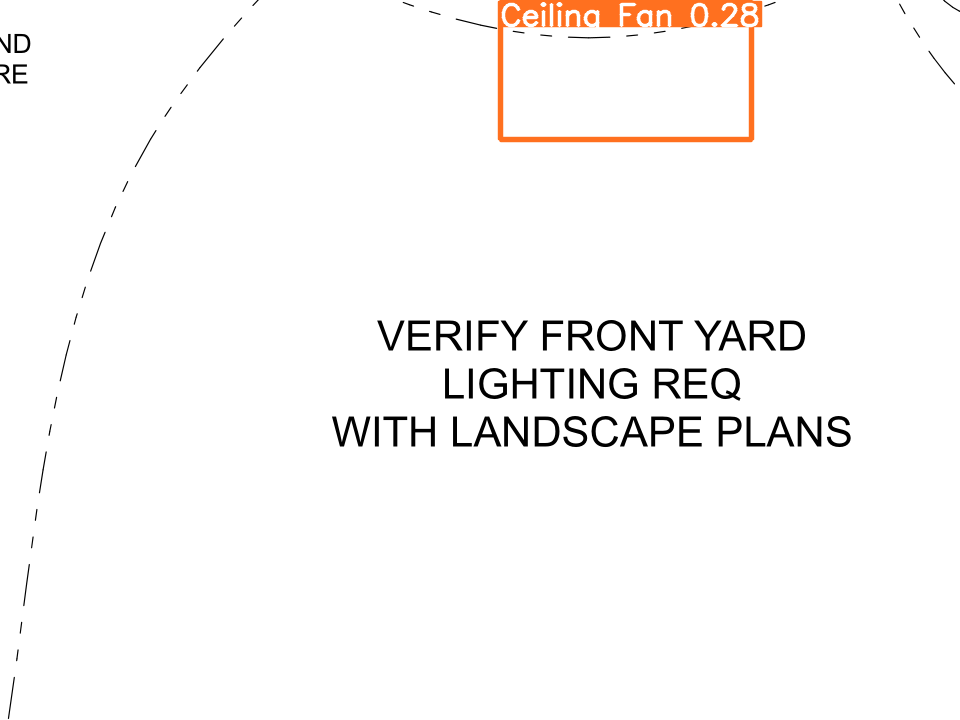 Ceiling Fan 0.28
ND
RE
VERIFY FRONT YARD
LIGHTING REQ
WITH LANDSCAPE PLANS